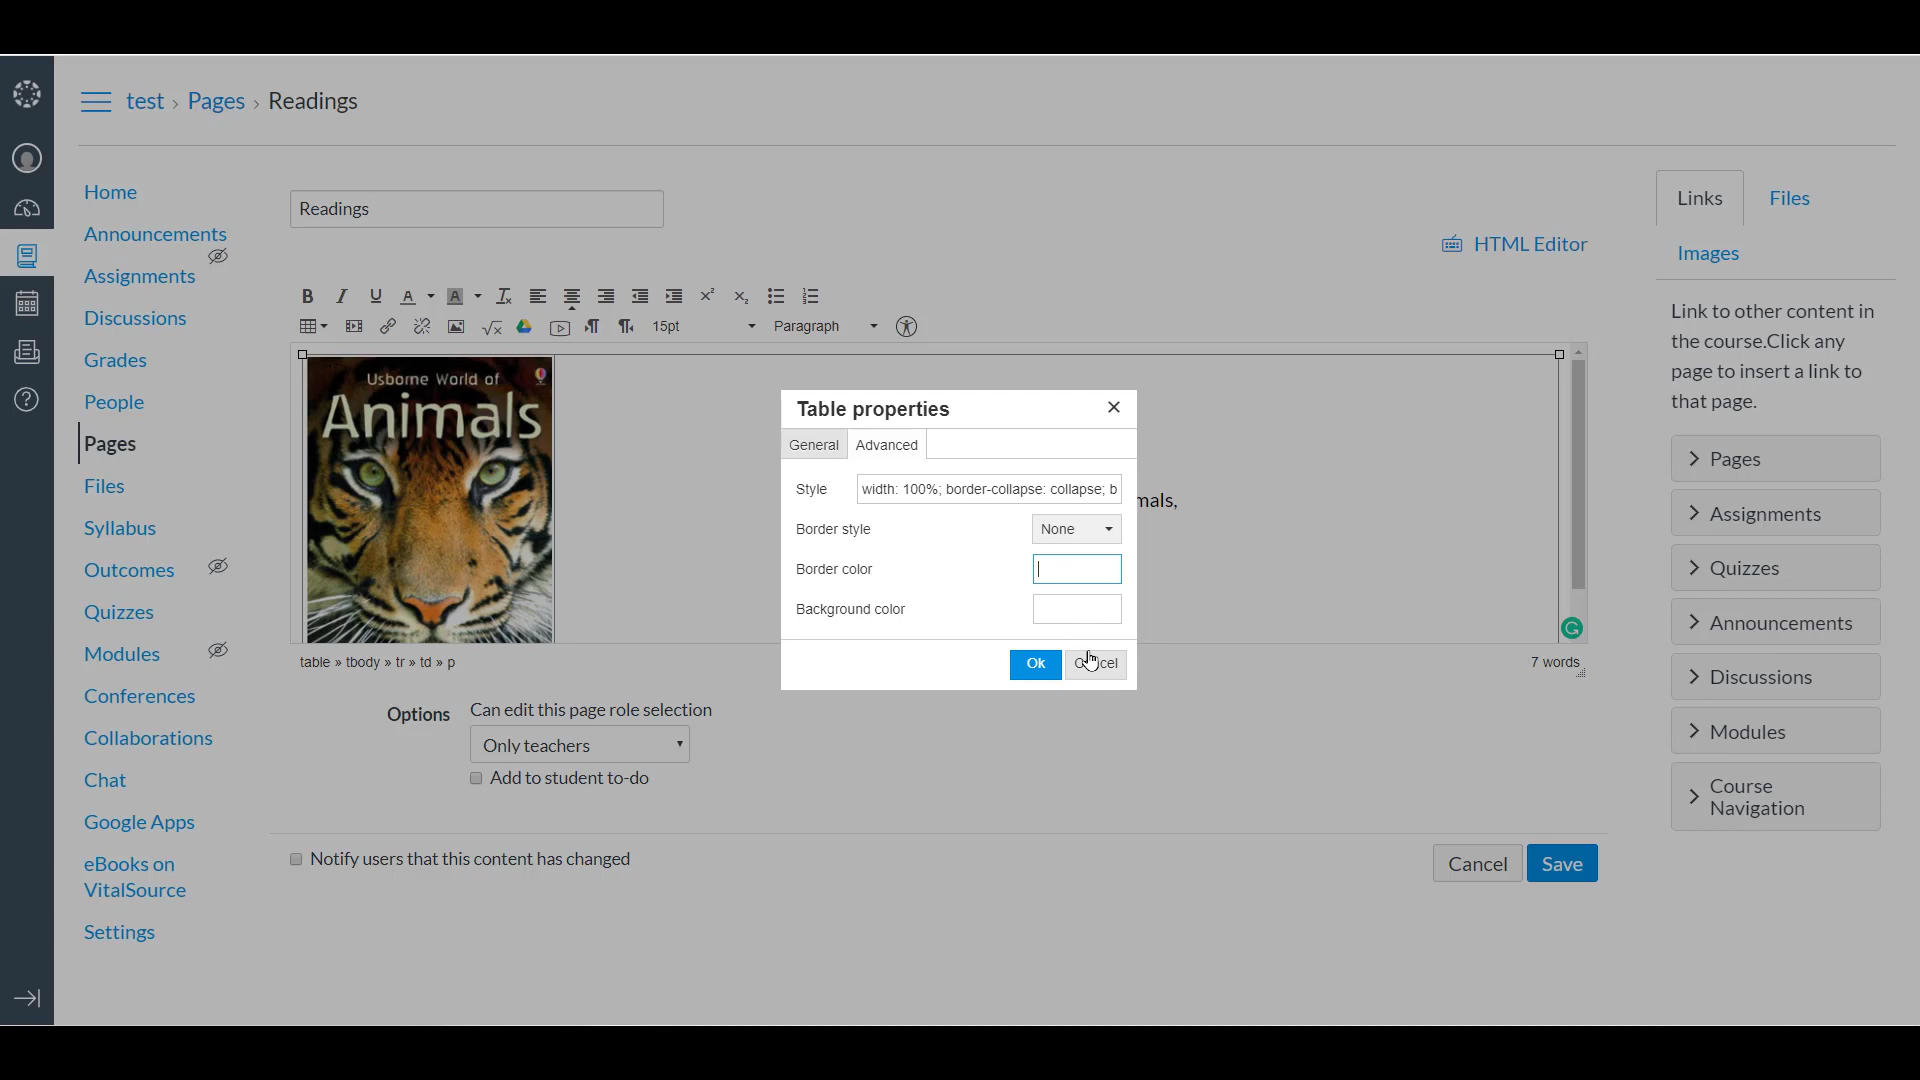 test › Pages › Readings
Home
Announcements
Assignments
Discussions
Grades
People
Pages
Files
Syllabus
Outcomes
Quizzes
Modules
Conferences
Collaborations
Chat
Google Apps
eBooks on
VitalSource
Settings
Readings
HTML Editor
15pt
Paragraph
Usborne World of
Animals
table » tbody » tr » td » p
7 words
Table properties
General
Advanced
Style
width: 100%; border-collapse: collapse; b
Border style
None
Border color
Background color
Ok
Options
Can edit this page role selection
Only teachers
Add to student to-do
Notify users that this content has changed
Cancel
Save
Links
Files
Images
Link to other content in
the course.Click any
page to insert a link to
that page.
Pages
Assignments
Quizzes
Announcements
Discussions
Modules
Course
Navigation